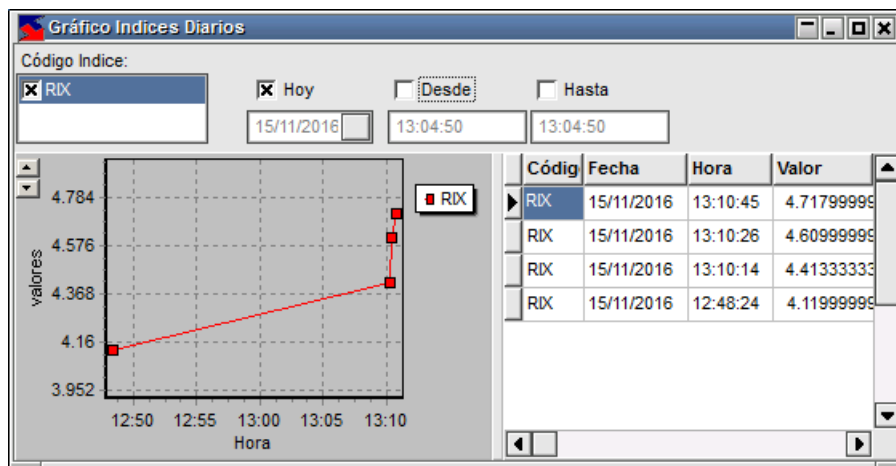 Gráfico Indices Diarios
Código Indice:
RIX
Hoy
Desde
Hasta
15/11/2016
13:04:50
13:04:50
valores
4.784
4.576
4.368
4.16
3.952
12:50 12:55 13:00 13:05 13:10
Hora
RIX
Códig Fecha Hora Valor
RIX 15/11/2016 13:10:45 4.71799999
RIX 15/11/2016 13:10:26 4.60999999
RIX 15/11/2016 13:10:14 4.41333333
RIX 15/11/2016 12:48:24 4.11999999